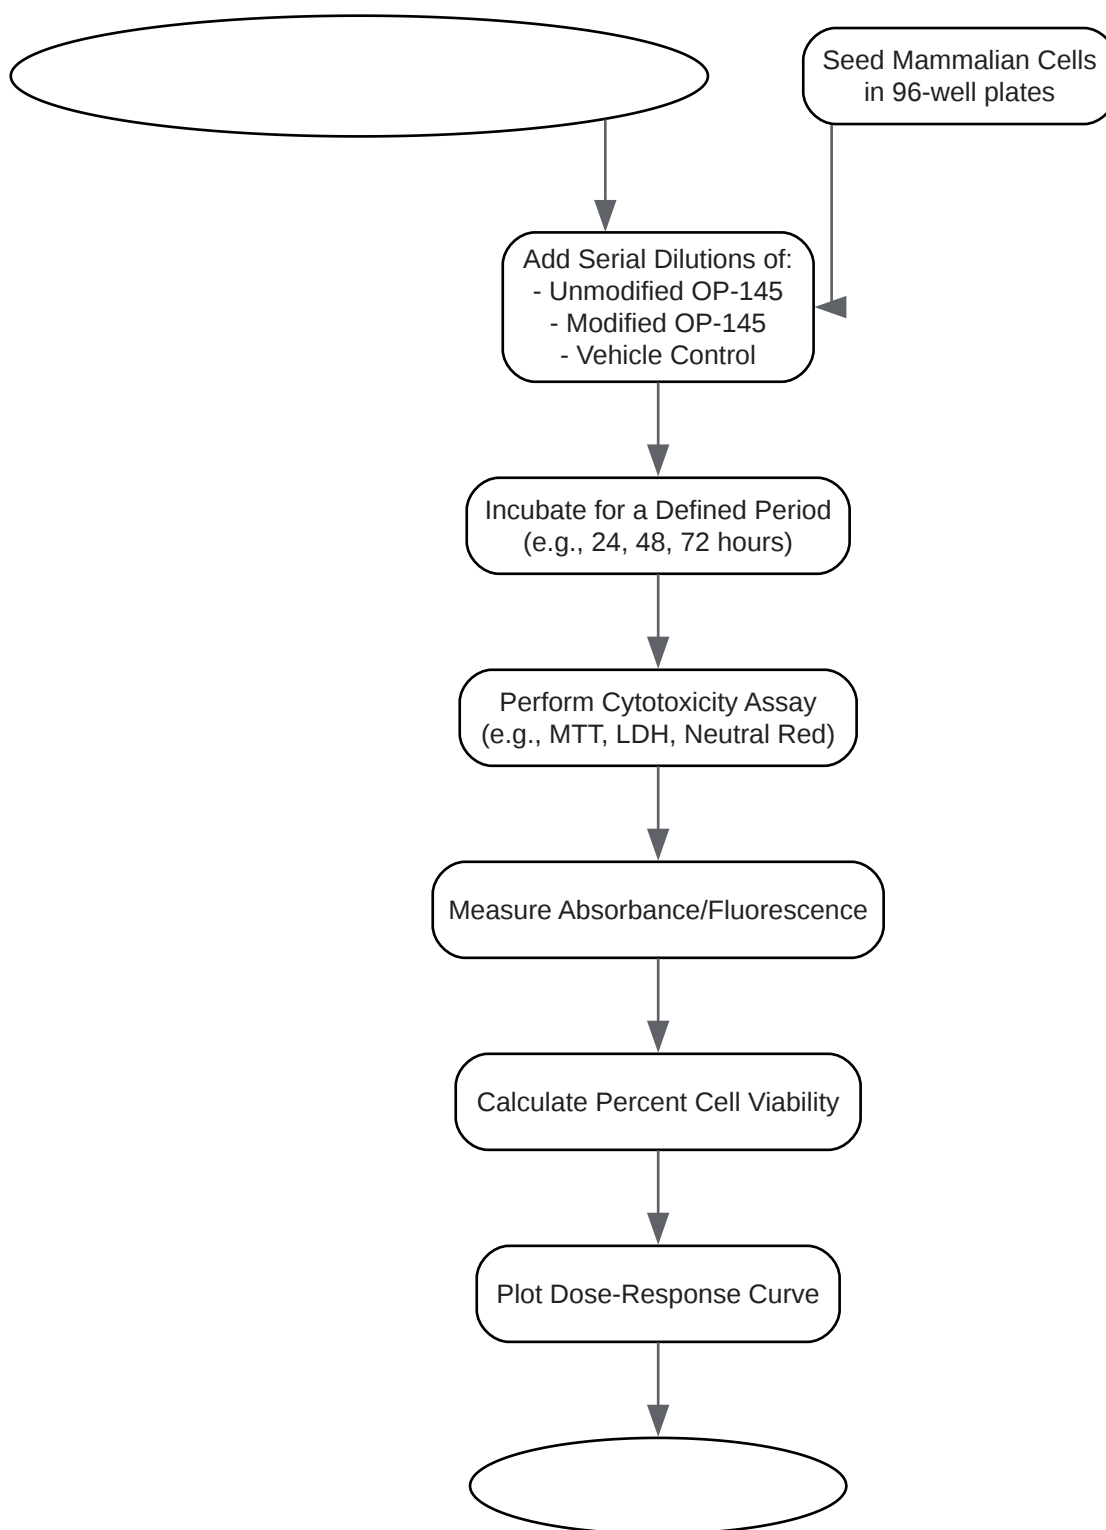 Seed Mammalian Cells
in 96-well plates
Add Serial Dilutions of:
- Unmodified OP-145
- Modified OP-145
- Vehicle Control
Incubate for a Defined Period
(e.g., 24, 48, 72 hours)
Perform Cytotoxicity Assay
(e.g., MTT, LDH, Neutral Red)
Measure Absorbance/Fluorescence
Calculate Percent Cell Viability
Plot Dose-Response Curve